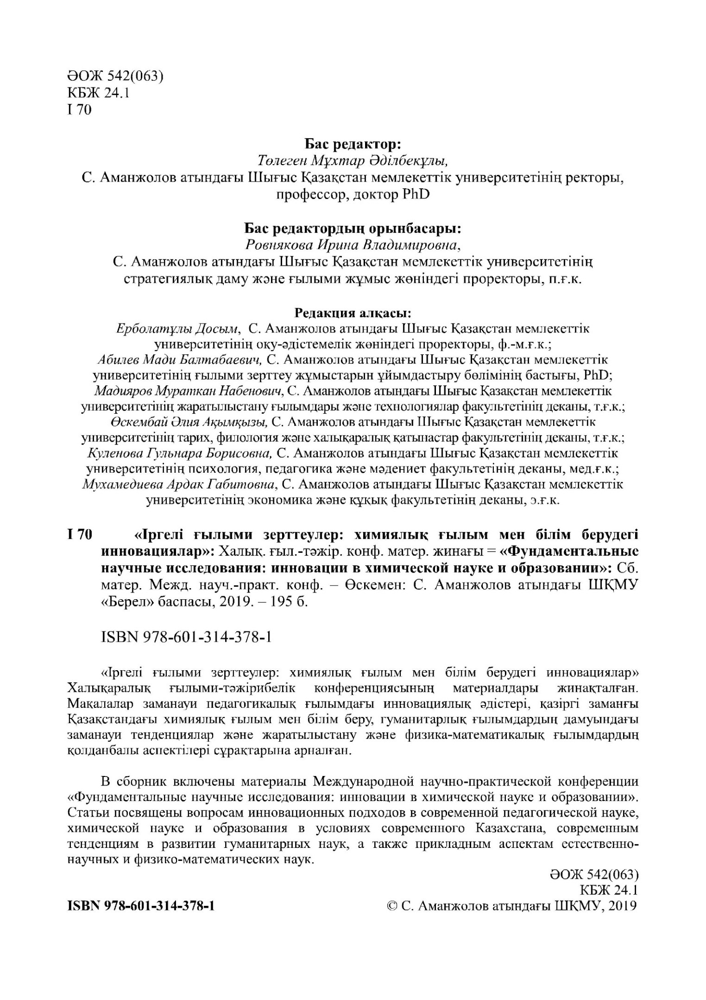 ӘОЖ 542(063)
КБЖ 24.1
І 70
Бас редактор:
Төлеген Мұхтар Әділбекұлы,
С. Аманжолов атындағы Шығыс Қазақстан мемлекеттік университетінің ректоры,
профессор, доктор PhD
Бас редактордың орынбасары:
Ровнякова Ирина Владимировна,
С. Аманжолов атындағы Шығыс Қазақстан мемлекеттік университетінің
стратегиялық даму және ғылыми жұмыс жөніндегі проректоры, п.ғ.к.
Редакция алқасы:
Ерболатұлы Досым, С. Аманжолов атындағы Шығыс Қазақстан мемлекеттік
университетінің оқу-әдістемелік жөніндегі проректоры, ф.-м.ғ.к.;
Абилев Мади Балтабаевич, С. Аманжолов атындағы Шығыс Қазақстан мемлекеттік
университетінің ғылыми зерттеу жұмыстарын ұйымдастыру бөлімінің бастығы, PhD;
Мадияров Мураткан Набенович, С. Аманжолов атындағы Шығыс Қазақстан мемлекеттік
университетінің жаратылыстану ғылымдары және технологиялар факультетінің деканы, т.ғ.к.;
Өскембай Әлия Ақымқызы, С. Аманжолов атындағы Шығыс Қазақстан мемлекеттік
университетінің тарих, филология және халықаралық қатынастар факультетінің деканы, т.ғ.к.;
Куленова Гульнара Борисовна, С. Аманжолов атындағы Шығыс Қазақстан мемлекеттік
университетінің психология, педагогика және мәдениет факультетінің деканы, мед.ғ.к.;
Мухамедиева Ардак Габитовна, С. Аманжолов атындағы Шығыс Қазақстан мемлекеттік
университетінің экономика және құқық факультетінің деканы, э.ғ.к.
І 70 «Іргелі ғылыми зерттеулер: химиялық ғылым мен білім берудегі
инновациялар»: Халық. ғыл.-тәжір. конф. матер. жинағы = «Фундаментальные
научные исследования: инновации в химической науке и образовании»: Сб.
матер. Межд. науч.-практ. конф. – Өскемен: С. Аманжолов атындағы ШҚМУ
«Берел» баспасы, 2019. – 195 б.
ISBN 978-601-314-378-1
«Іргелі ғылыми зерттеулер: химиялық ғылым мен білім берудегі инновациялар»
Халықаралық ғылыми-тәжірибелік конференциясының материалдары жинақталған.
Мақалалар заманауи педагогикалық ғылымдағы инновациялық әдістері, қазіргі заманғы
Қазақстандағы химиялық ғылым мен білім беру, гуманитарлық ғылымдардың дамуындағы
заманауи тенденциялар және жаратылыстану және физика-математикалық ғылымдардың
қолданбалы аспектілері сұрақтарына арналған.
В сборник включены материалы Международной научно-практической конференции
«Фундаментальные научные исследования: инновации в химической науке и образовании».
Статьи посвящены вопросам инновационных подходов в современной педагогической науке,
химической науке и образования в условиях современного Казахстана, современным
тенденциям в развитии гуманитарных наук, а также прикладным аспектам естественно-
научных и физико-математических наук.
ӘОЖ 542(063)
КБЖ 24.1
ISBN 978-601-314-378-1 © С. Аманжолов атындағы ШҚМУ, 2019